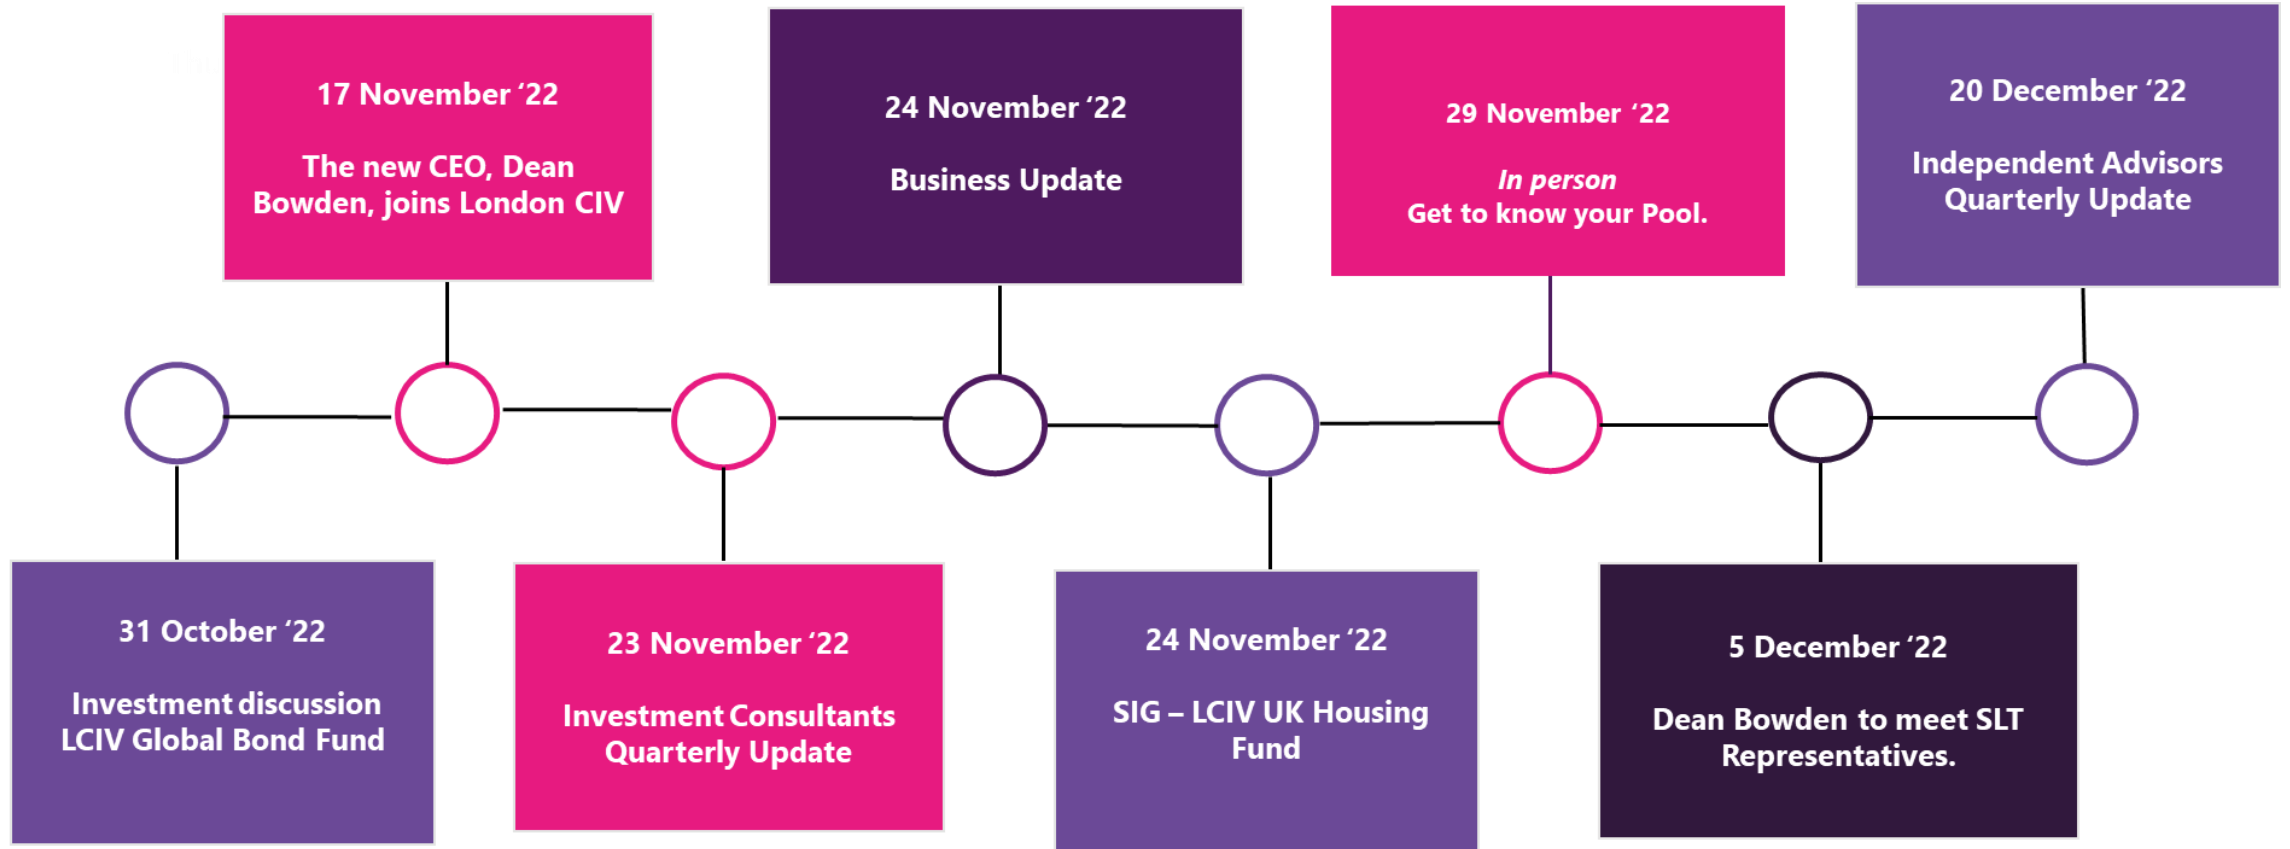 17 November ‘22
The new CEO, Dean
Bowden, joins London CIV
24 November ‘22
Business Update
29 November ‘22
In person
Get to know your Pool.
20 December ‘22
Independent Advisors
Quarterly Update
31 October ‘22
Investment discussion
LCIV Global Bond Fund
23 November ‘22
Investment Consultants
Quarterly Update
24 November ‘22
SIG – LCIV UK Housing
Fund
5 December ‘22
Dean Bowden to meet SLT
Representatives.